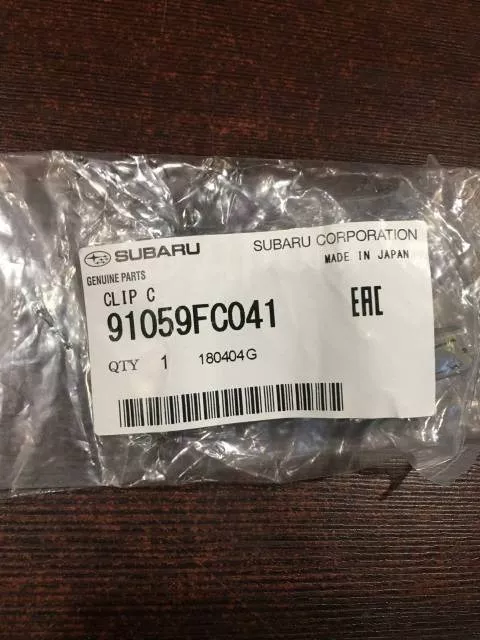 SUBARU SUBARU CORPORATION
GENUINE PARTS MADE IN JAPAN
CLIP C
91059FC041 EAC
QTY 1 180404G